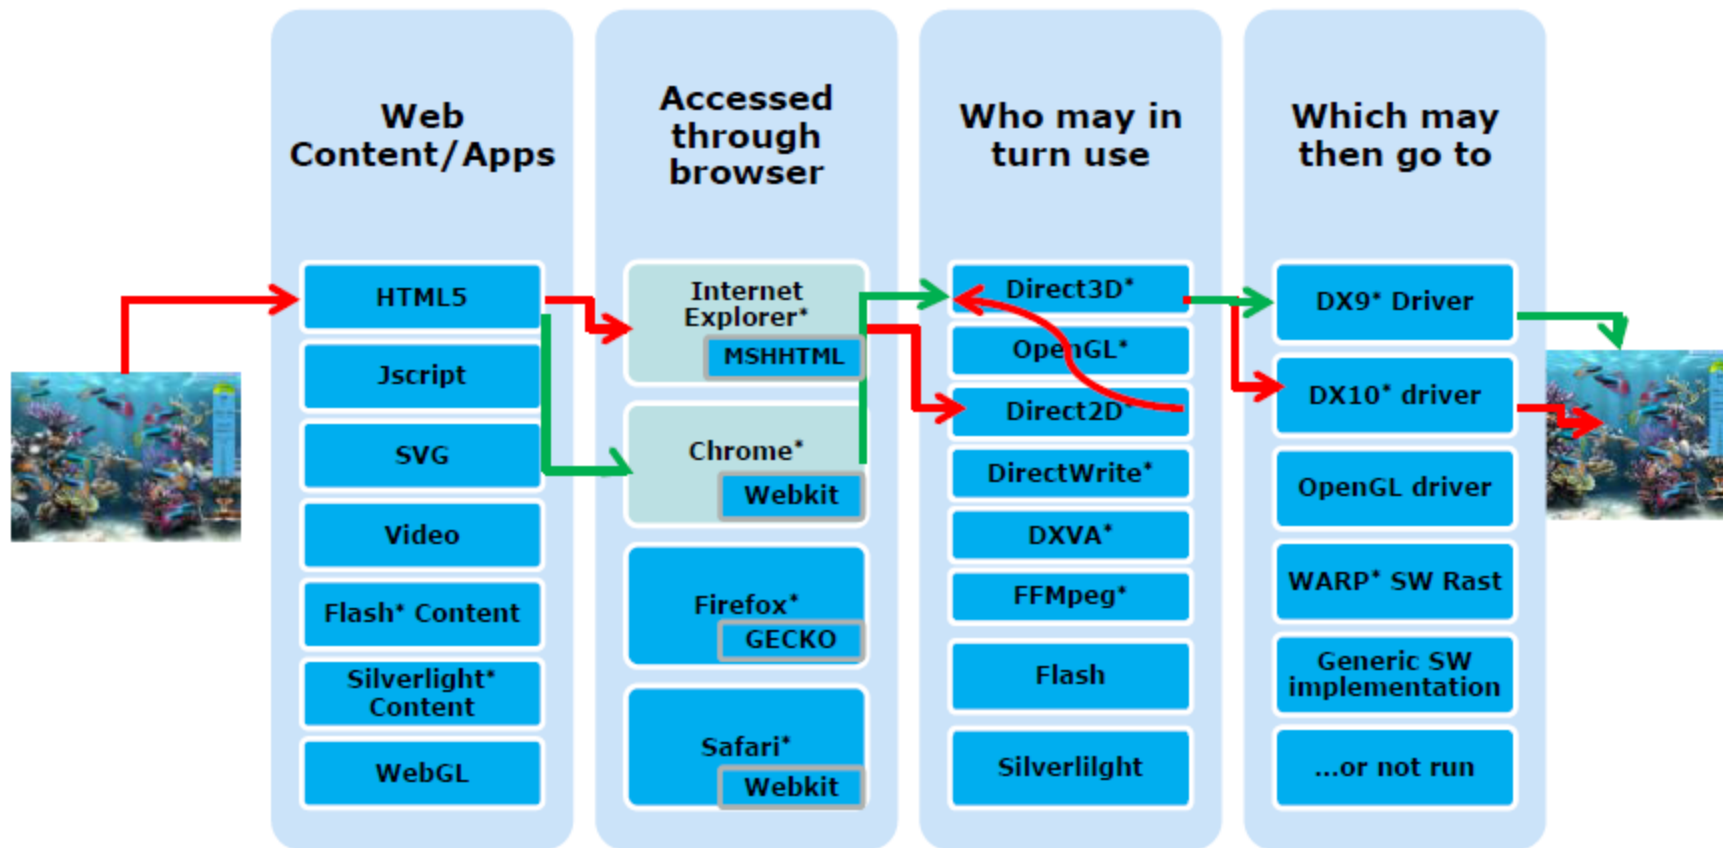 Web
Content/Apps
HTML5
Jscript
SVG
Video
Flash* Content
Silverlight*
Content
WebGL
Accessed
through
browser
Internet
Explorer*
MSHHTML
Chrome*
Webkit
Firefox*
GECKO
Safari*
Webkit
Who may in
turn use
Direct3D*
OpenGL*
Direct2D*
DirectWrite*
DXVA*
FFMpeg*
Flash
Silverlilght
Which may
then go to
DX9* Driver
DX10* driver
OpenGL driver
WARP* SW Rast
Generic SW
implementation
...or not run